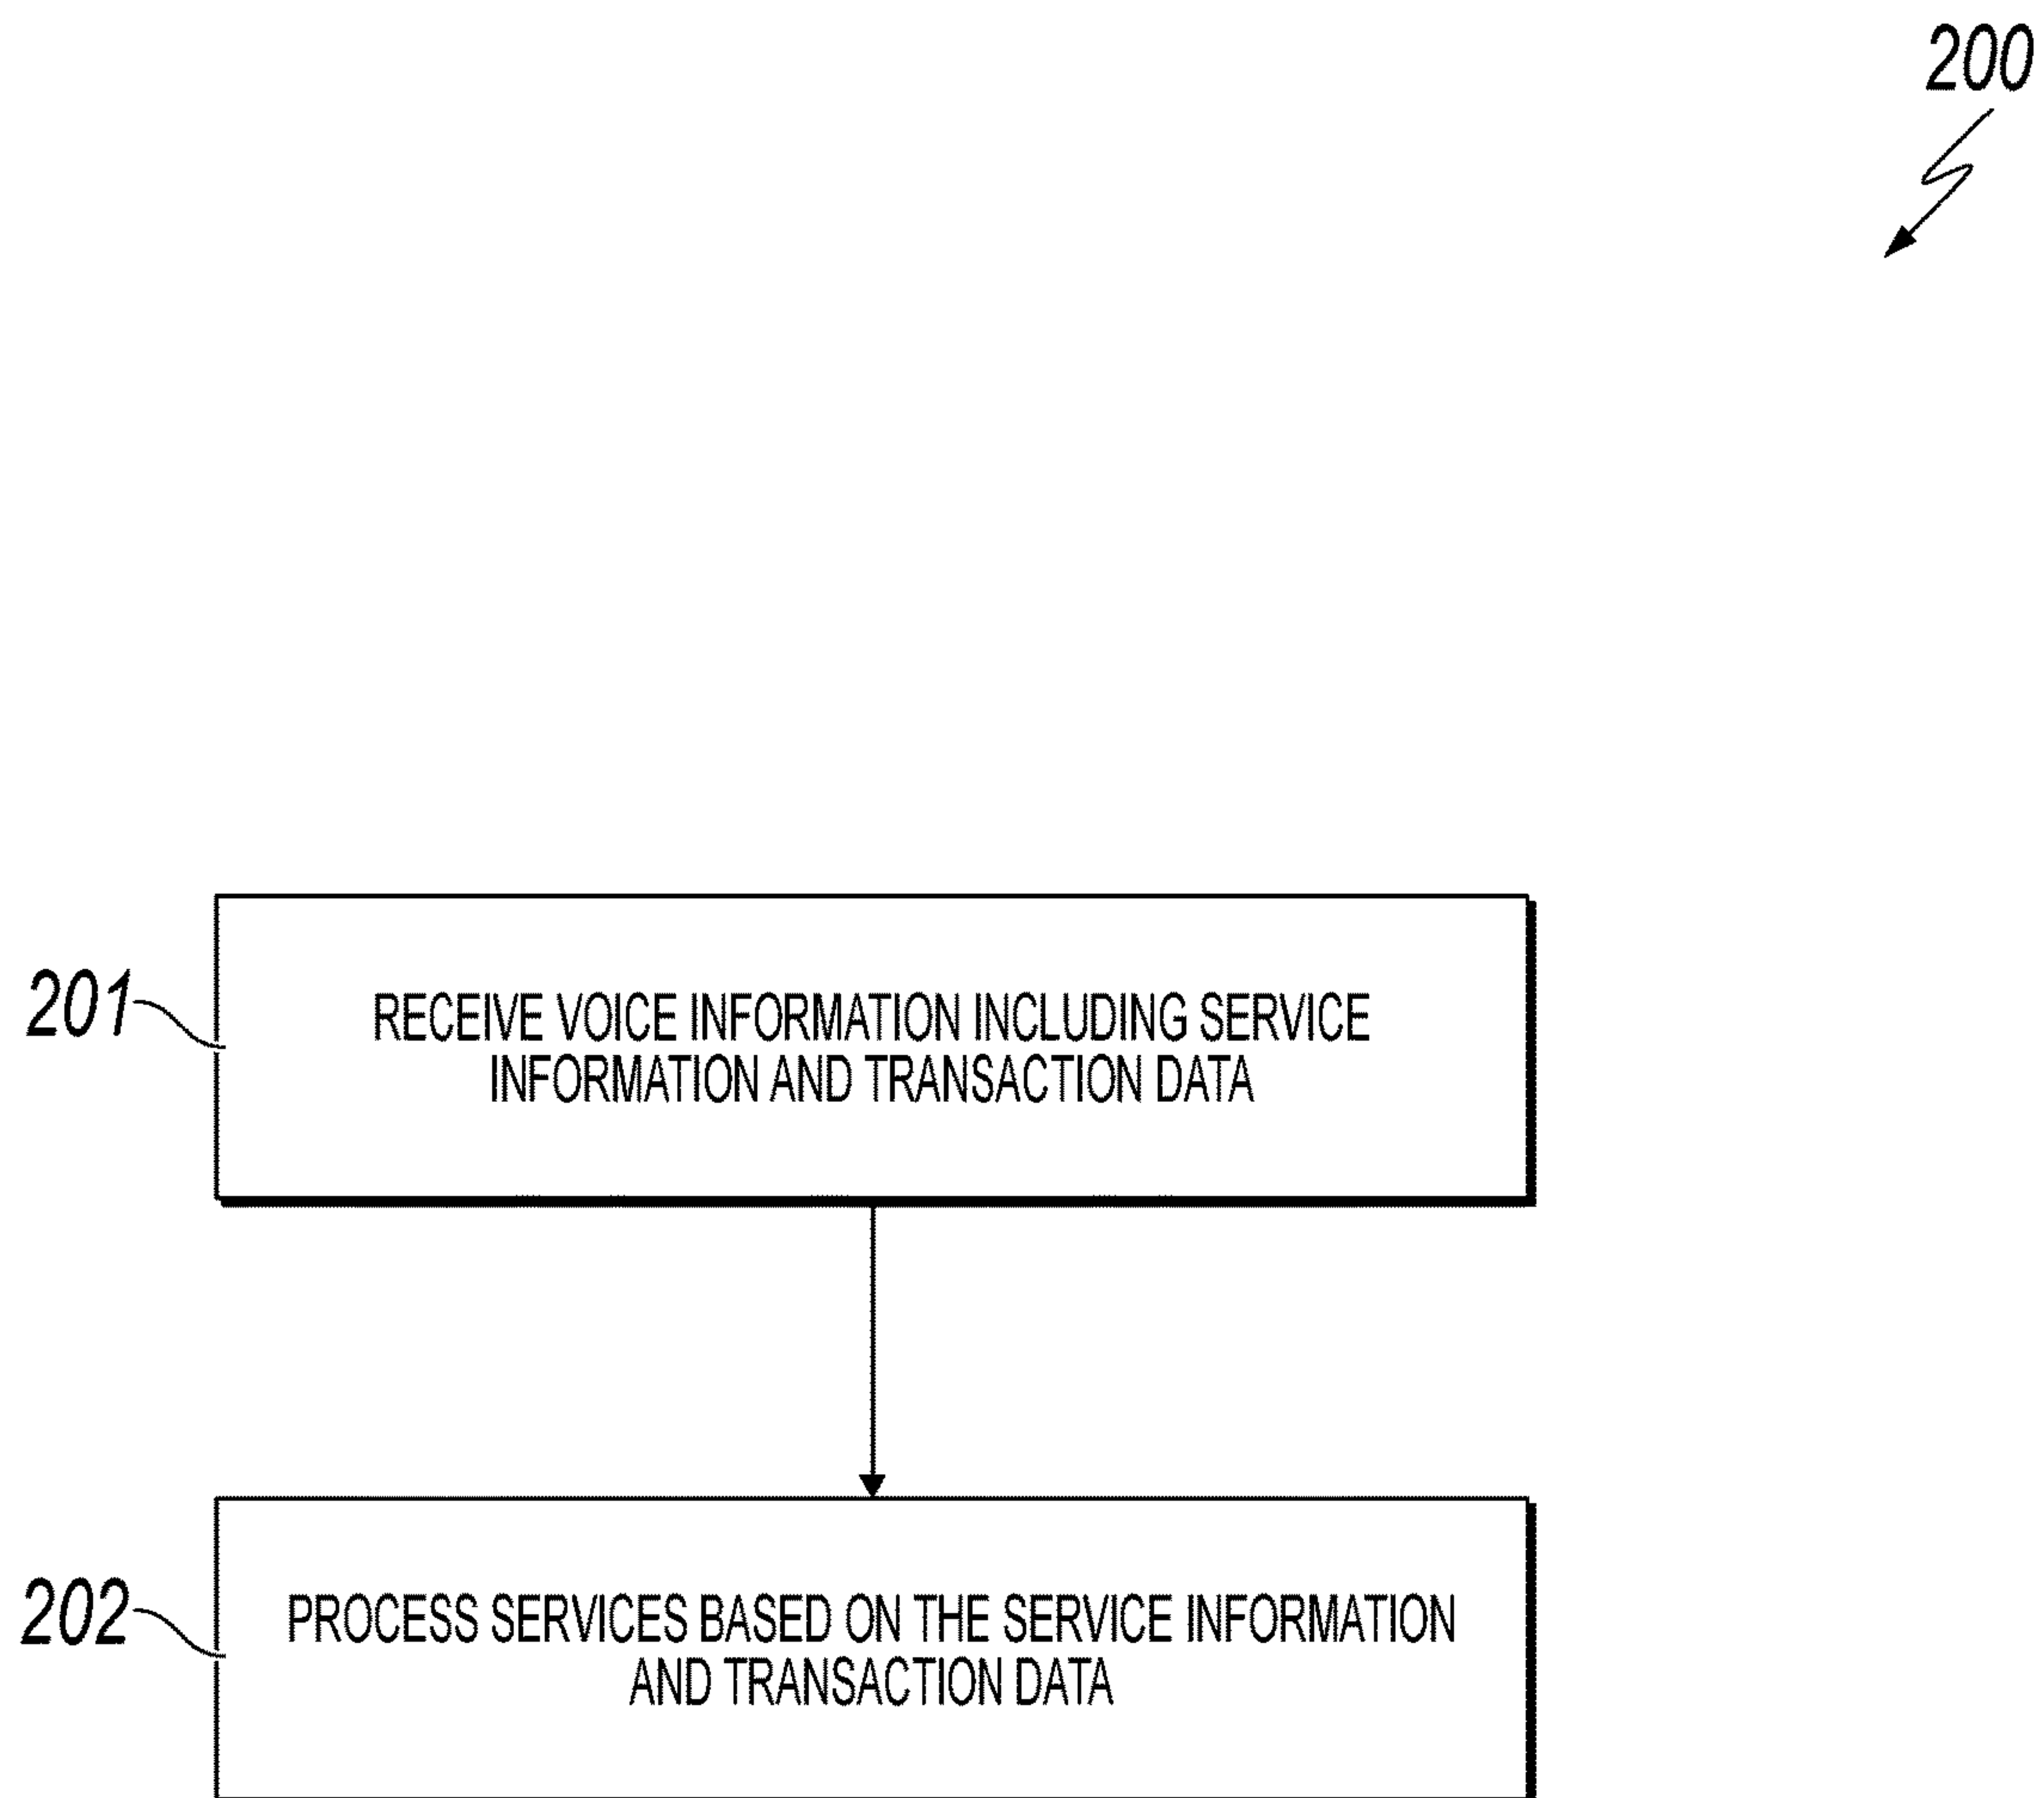 200
201
RECEIVE VOICE INFORMATION INCLUDING SERVICE
INFORMATION AND TRANSACTION DATA
202
PROCESS SERVICES BASED ON THE SERVICE INFORMATION
AND TRANSACTION DATA